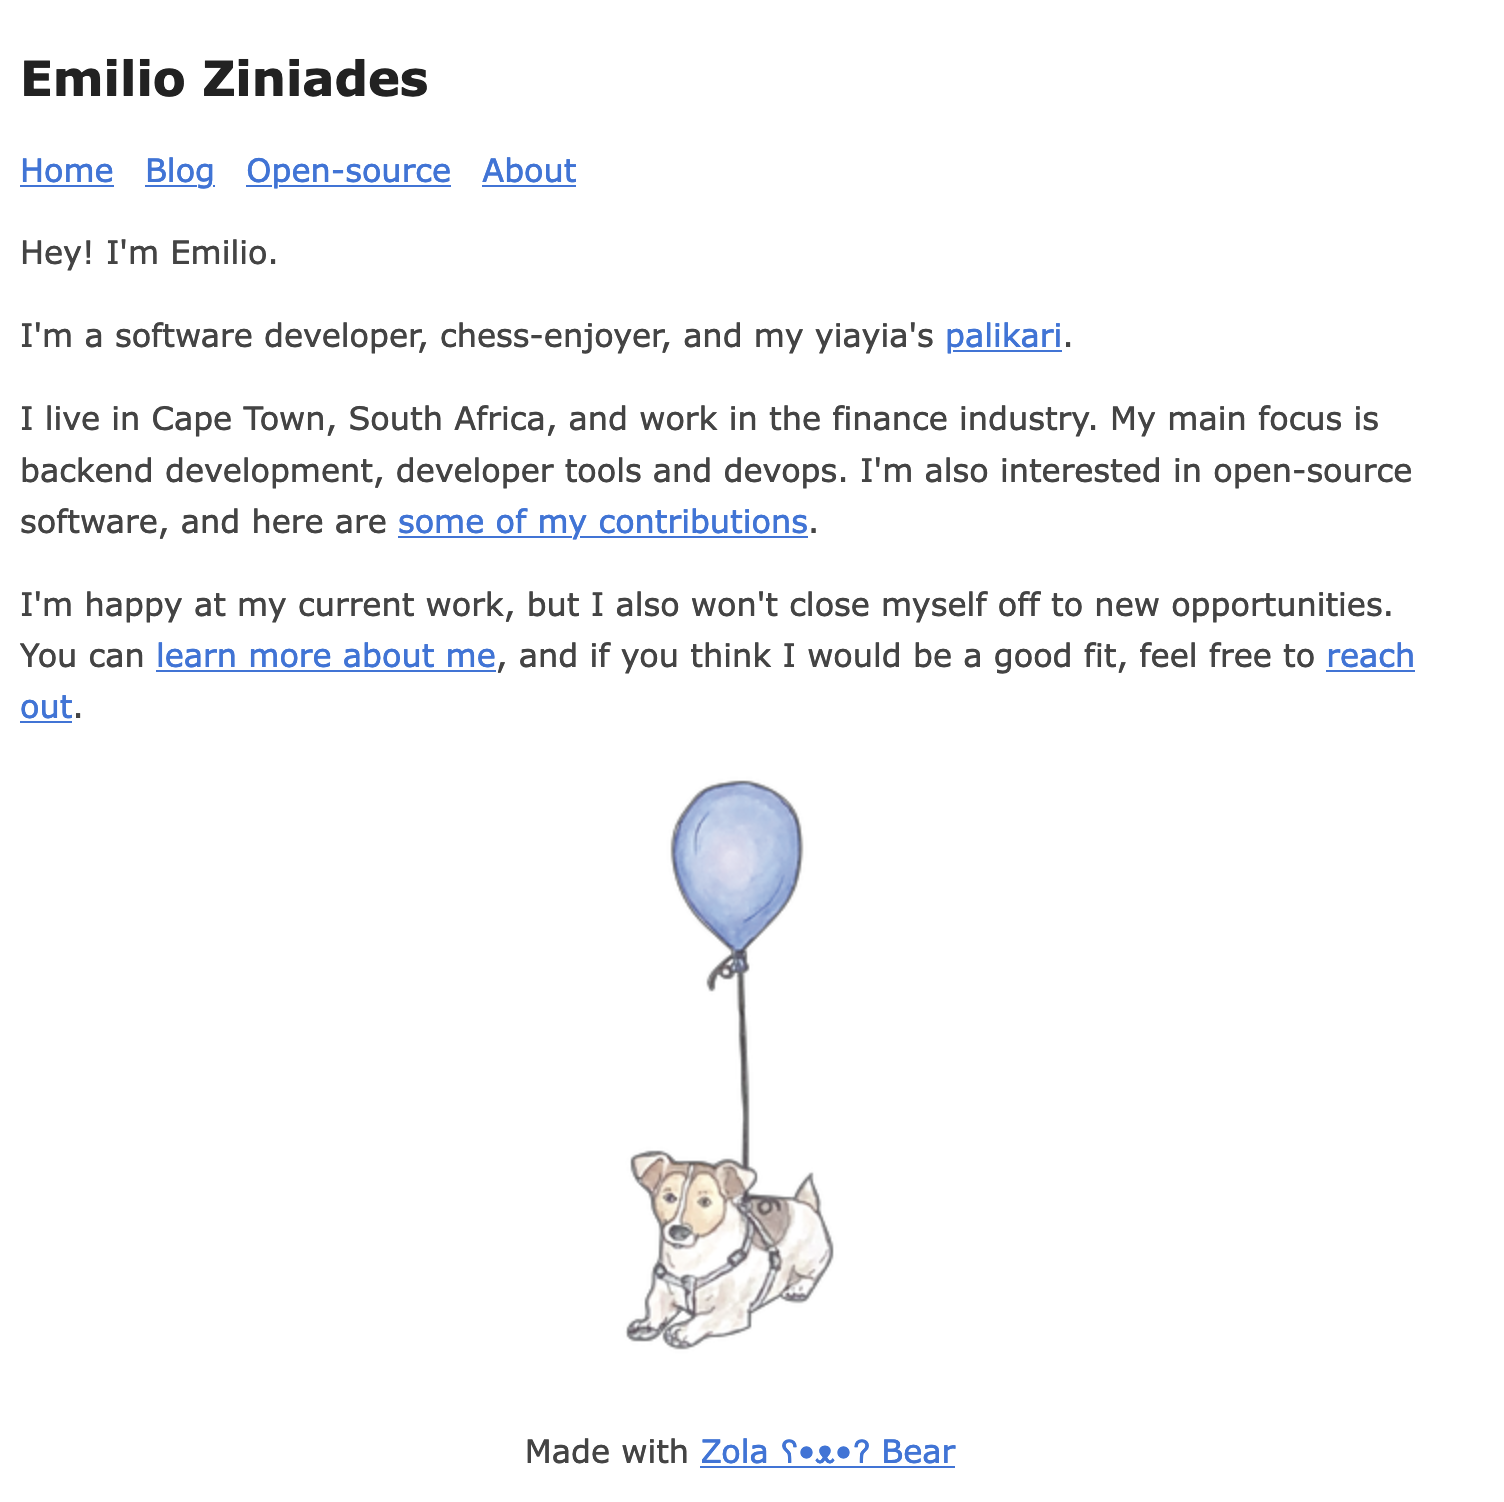 Emilio Ziniades
Home Blog Open-source About
Hey! I'm Emilio.
I'm a software developer, chess-enjoyer, and my yiayia's palikari.
I live in Cape Town, South Africa, and work in the finance industry. My main focus is
backend development, developer tools and devops. I'm also interested in open-source
software, and here are some of my contributions.
I'm happy at my current work, but I also won't close myself off to new opportunities.
You can learn more about me, and if you think I would be a good fit, feel free to reach
out.
Made with Zola ʕ•ᴥ•ʔ Bear